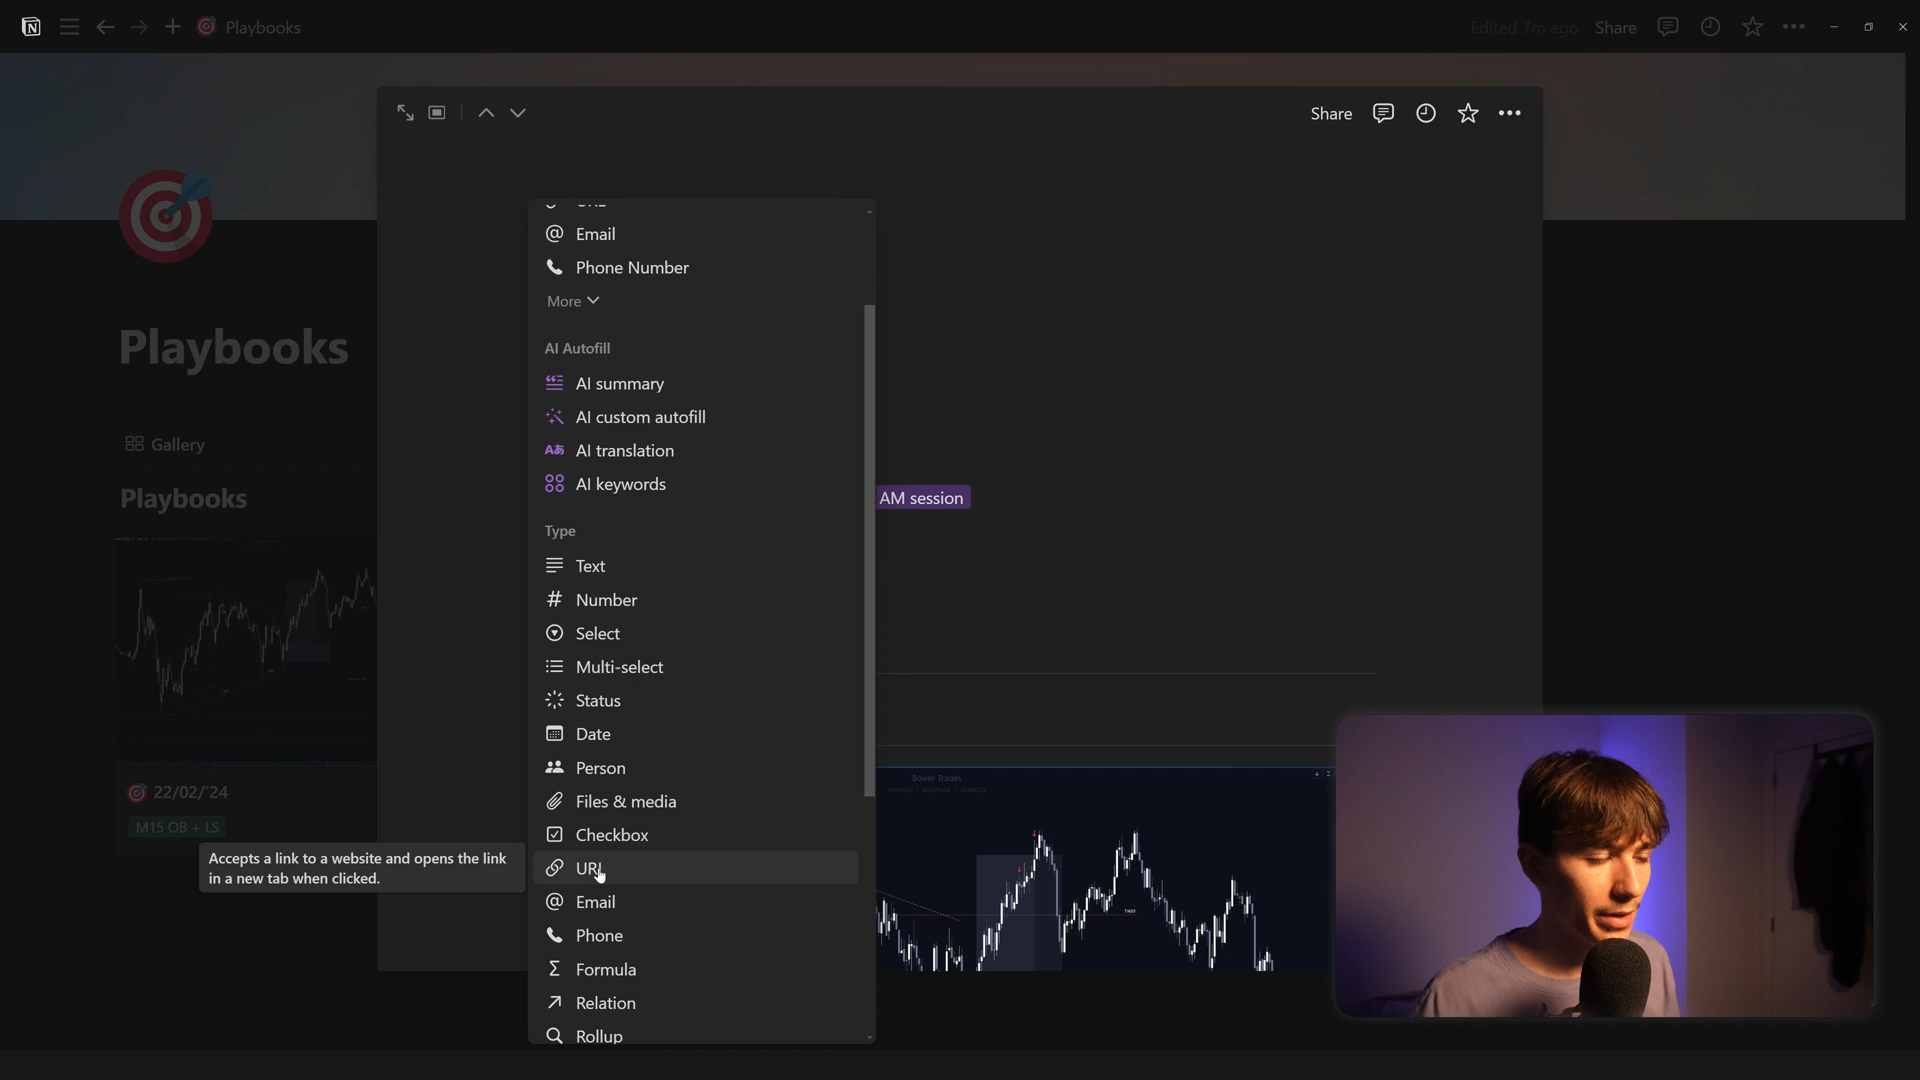 Playbooks
Edited 7m ago
Share
Share
URL
Email
Phone Number
More
AI Autofill
AI summary
AI custom autofill
AI translation
AI keywords
Type
Text
Number
Select
Multi-select
Status
Date
Person
Files & media
Checkbox
URL
Email
Phone
Formula
Relation
Rollup
Playbooks
Gallery
Playbooks
22/02/'24
M15 OB + LS
Accepts a link to a website and opens the link
in a new tab when clicked.
AM session
Bowie Trades